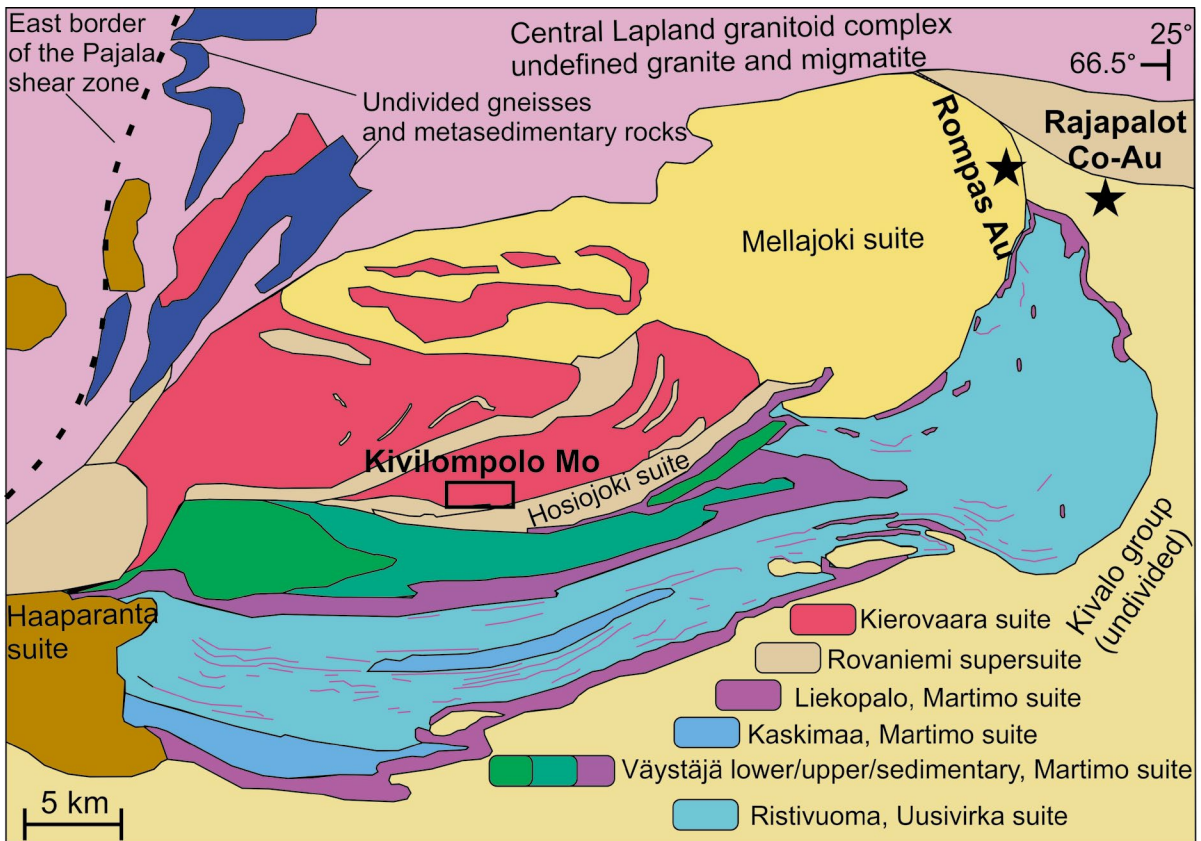 East border
of the Pajala
shear zone
Central Lapland granitoid complex
undefined granite and migmatite
25°
66.5°
Undivided gneisses
and metasedimentary rocks
Rompas Au
Rajapalot
Co-Au
Mellajoki suite
Kivilompolo Mo
Hosiojoki suite
Kivalo group
(undivided)
Haaparanta
suite
Kierovaara suite
Rovaniemi supersuite
Liekopalo, Martimo suite
Kaskimaa, Martimo suite
Väystäjä lower/upper/sedimentary, Martimo suite
Ristivuoma, Uusivirka suite
5 km